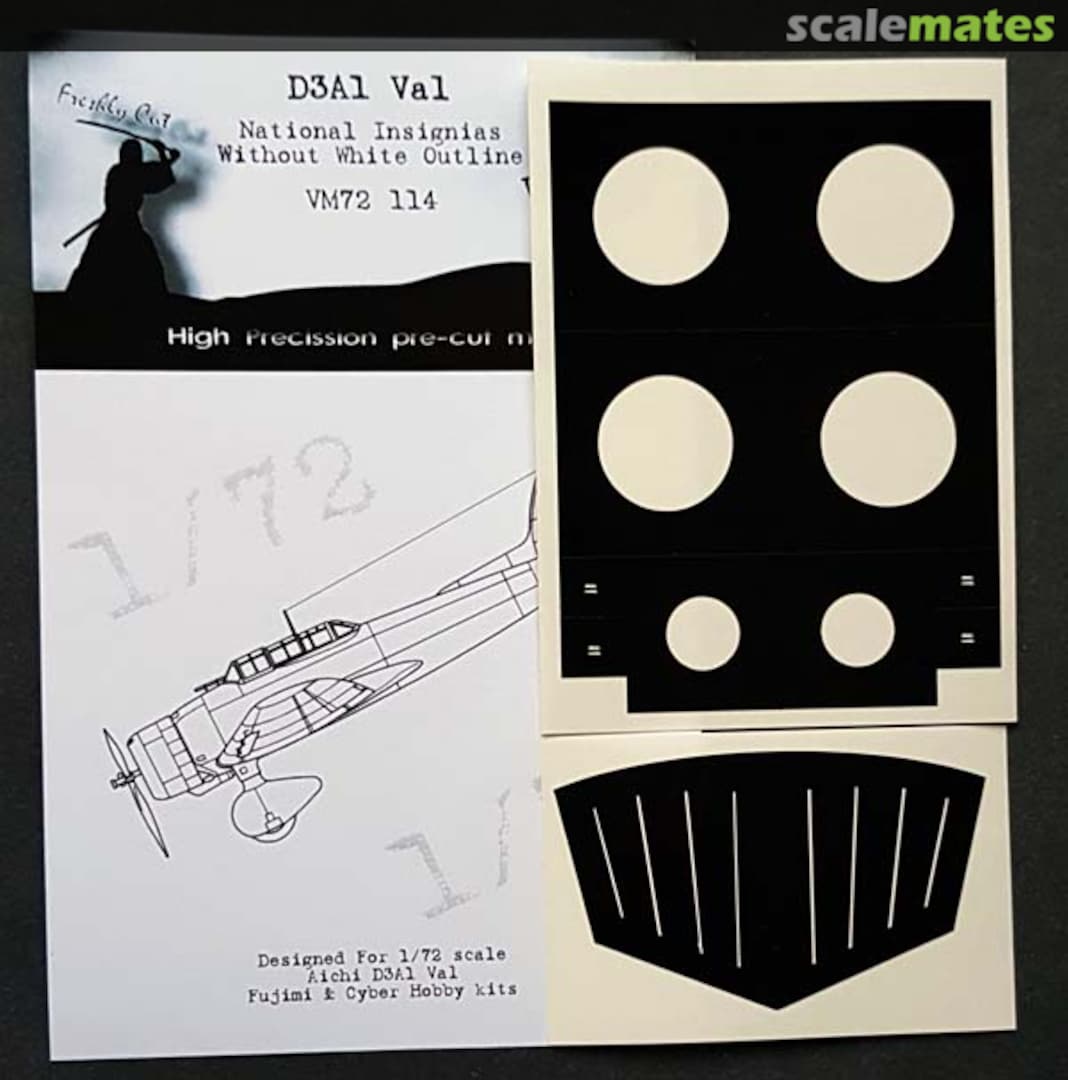 scalemates
Freshly Cut
D3A1 Val
National Insignias
Without White Outline
VM72 114
High Precission pre-cut m
1/72
Designed For 1/72 scale
Aichi D3A1 Val
Fujimi & Cyber Hobby kits